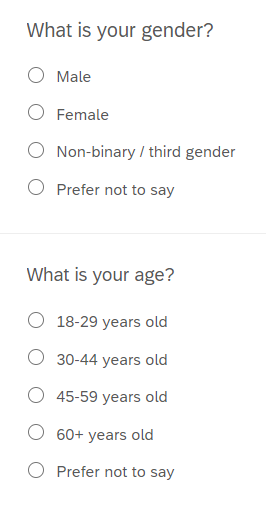 What is your gender?
Male
Female
Non-binary / third gender
Prefer not to say
What is your age?
18-29 years old
30-44 years old
45-59 years old
60+ years old
Prefer not to say